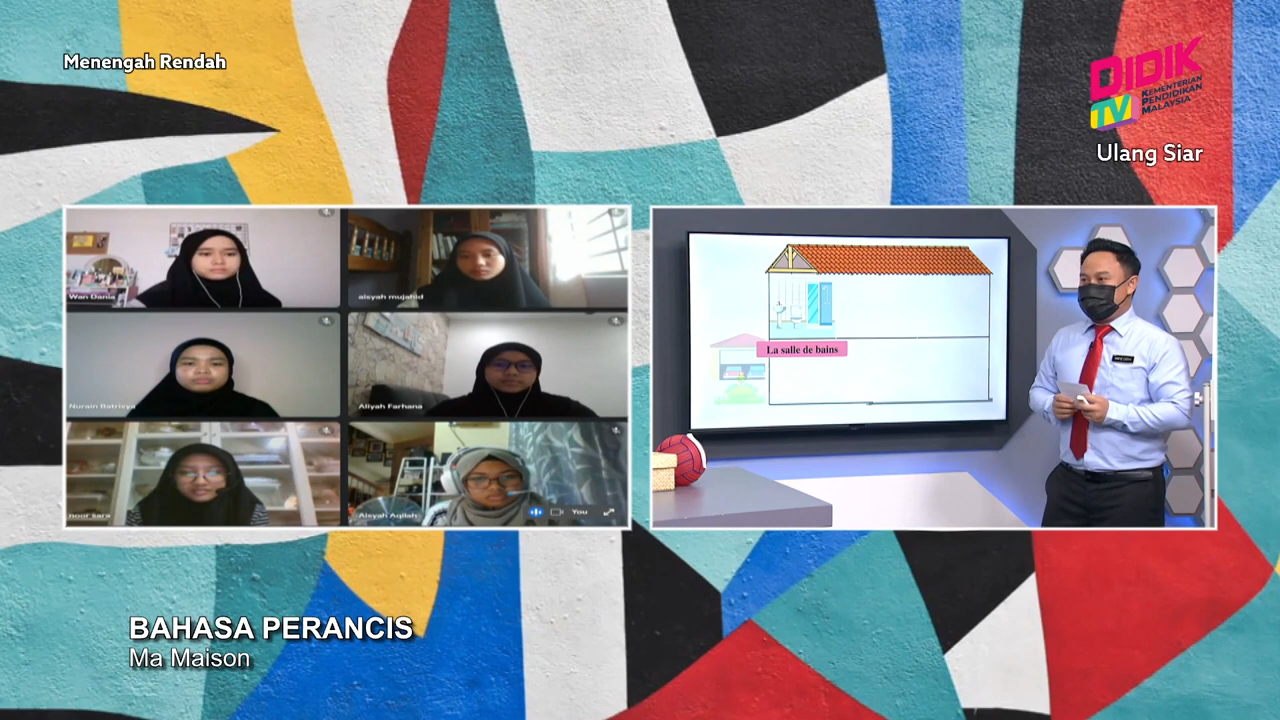 Menengah Rendah
DIDIK
TV
KEMENTERIAN
PENDIDIKAN
MALAYSIA
Ulang Siar
Wan Dania
aisyah mujahid
Nurain Batrisya
Aliyah Farhana
noor sara
Aisyah Aqilah
You
La salle de bains
BAHASA PERANCIS
Ma Maison